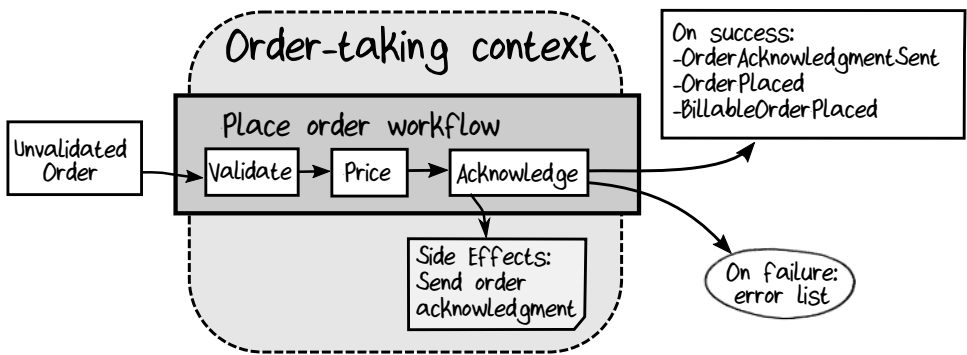 Order-taking context
Place order workflow
Unvalidated
Order
Validate
Price
Acknowledge
On success:
-OrderAcknowledgmentSent
-OrderPlaced
-BillableOrderPlaced
Side Effects:
Send order
acknowledgment
On failure:
error list